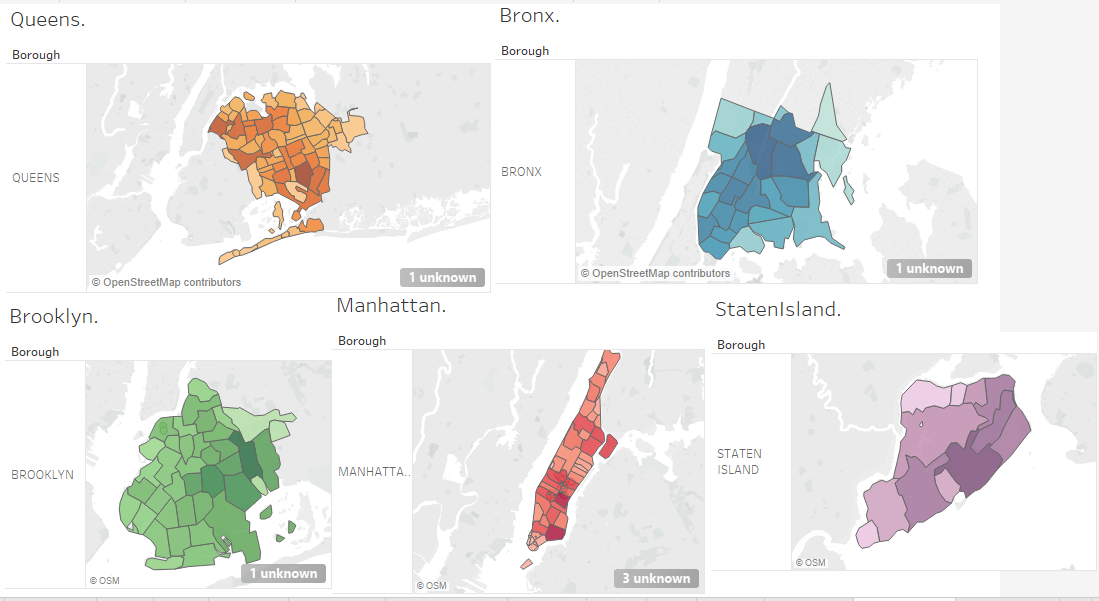 Queens.
Borough
QUEENS
© OpenStreetMap contributors
1 unknown
Bronx.
Borough
BRONX
© OpenStreetMap contributors
1 unknown
Brooklyn.
Borough
BROOKLYN
© OSM
1 unknown
Manhattan.
Borough
MANHATTA..
© OSM
3 unknown
StatenIsland.
Borough
STATEN
ISLAND
© OSM